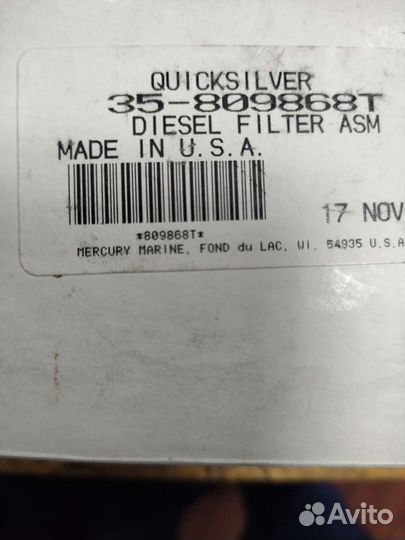 QUICKSILVER
35-809868T
DIESEL FILTER ASM
MADE IN U.S.A.
17 NOV
*809868T*
MERCURY MARINE, FOND du LAC, WI. 54935 U.S.A
Avito